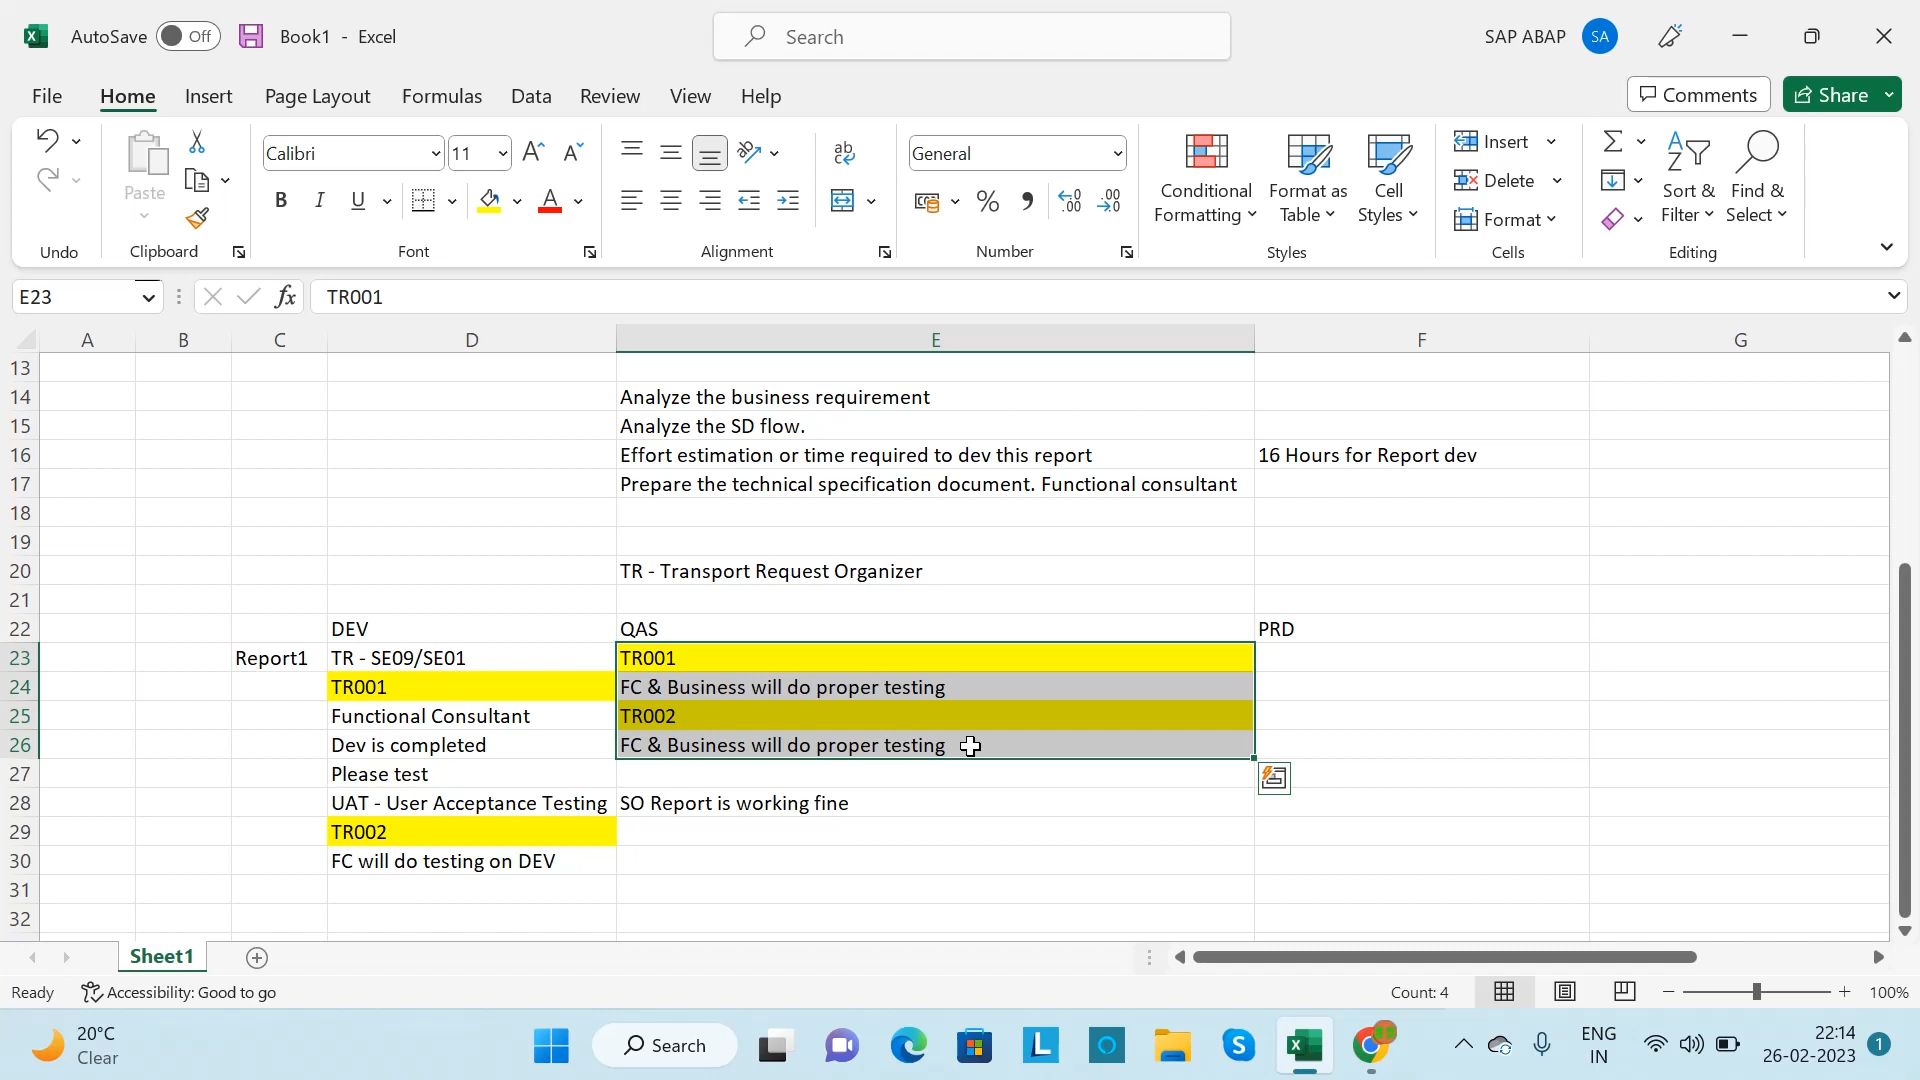 AutoSave Off Book1 - Excel Search SAP ABAP SA
File Home Insert Page Layout Formulas Data Review View Help Comments Share
Paste Calibri 11 B I U ab General % Conditional Formatting Format as Table Cell Styles Insert Delete Format Sort & Filter Find & Select
Undo Clipboard Font Alignment Number Styles Cells Editing
E23 fx TR001
A B C D E F G
13
14 Analyze the business requirement
15 Analyze the SD flow.
16 Effort estimation or time required to dev this report 16 Hours for Report dev
17 Prepare the technical specification document. Functional consultant
18
19
20 TR - Transport Request Organizer
21
22 DEV QAS PRD
23 Report1 TR - SE09/SE01 TR001
24 TR001 FC & Business will do proper testing
25 Functional Consultant TR002
26 Dev is completed FC & Business will do proper testing
27 Please test
28 UAT - User Acceptance Testing SO Report is working fine
29 TR002
30 FC will do testing on DEV
31
32
Sheet1
Ready Accessibility: Good to go Count: 4 100%
20°C Clear Search ENG IN 22:14 26-02-2023 1